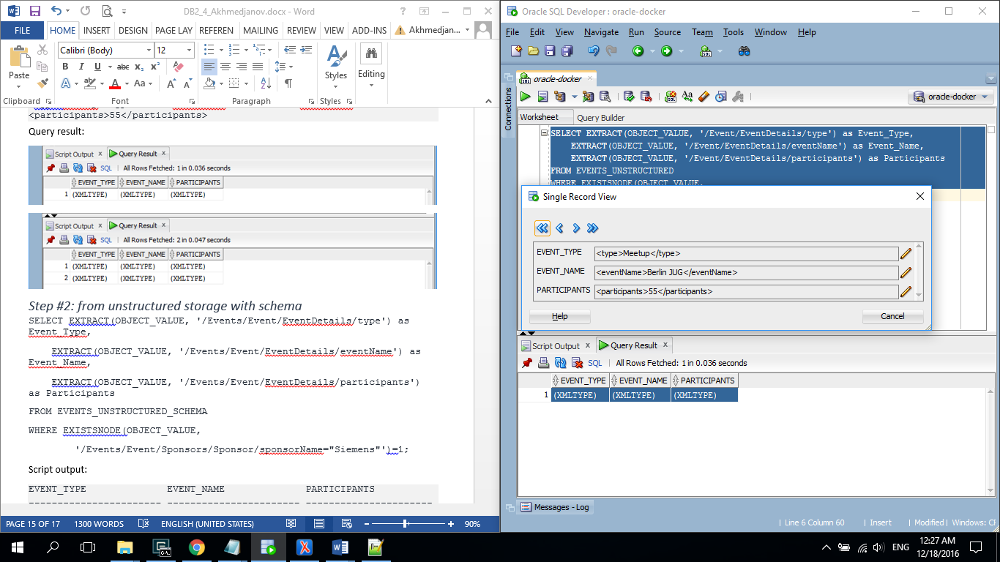 DB2_4_Akhmedjanov.docx - Word
FILE HOME INSERT DESIGN PAGE LAY REFEREN MAILING REVIEW VIEW ADD-INS Akhmedjan...
Calibri (Body) 12
Paste
B I U abc x₂ x²
Styles Editing
Clipboard Font Paragraph Styles
<participants>55</participants>
Query result:
Script Output x Query Result x
SQL | All Rows Fetched: 1 in 0.036 seconds
EVENT_TYPE EVENT_NAME PARTICIPANTS
1 (XMLTYPE) (XMLTYPE) (XMLTYPE)
Script Output x Query Result x
SQL | All Rows Fetched: 2 in 0.047 seconds
EVENT_TYPE EVENT_NAME PARTICIPANTS
1 (XMLTYPE) (XMLTYPE) (XMLTYPE)
2 (XMLTYPE) (XMLTYPE) (XMLTYPE)
Step #2: from unstructured storage with schema
SELECT EXTRACT(OBJECT_VALUE, '/Events/Event/EventDetails/type') as
Event_Type,
EXTRACT(OBJECT_VALUE, '/Events/Event/EventDetails/eventName') as
Event_Name,
EXTRACT(OBJECT_VALUE, '/Events/Event/EventDetails/participants')
as Participants
FROM EVENTS_UNSTRUCTURED_SCHEMA
WHERE EXISTSNODE(OBJECT_VALUE,
'/Events/Event/Sponsors/Sponsor/sponsorName="Siemens"')=1;
Script output:
EVENT_TYPE EVENT_NAME PARTICIPANTS
----------------------- ----------------------- ----------------------
PAGE 15 OF 17 1300 WORDS ENGLISH (UNITED STATES) 90%
Oracle SQL Developer : oracle-docker
File Edit View Navigate Run Source Team Tools Window Help
Connections
oracle-docker
oracle-docker
Worksheet Query Builder
SELECT EXTRACT(OBJECT_VALUE, '/Event/EventDetails/type') as Event_Type,
EXTRACT(OBJECT_VALUE, '/Event/EventDetails/eventName') as Event_Name,
EXTRACT(OBJECT_VALUE, '/Event/EventDetails/participants') as Participants
FROM EVENTS_UNSTRUCTURED
WHERE EXISTSNODE(OBJECT_VALUE,
Single Record View
EVENT_TYPE <type>Meetup</type>
EVENT_NAME <eventName>Berlin JUG</eventName>
PARTICIPANTS <participants>55</participants>
Help Cancel
Script Output x Query Result x
SQL | All Rows Fetched: 1 in 0.036 seconds
EVENT_TYPE EVENT_NAME PARTICIPANTS
1 (XMLTYPE) (XMLTYPE) (XMLTYPE)
Messages - Log
| Line 6 Column 60 | Insert | Modified | Windows: CF
ENG 12:27 AM
12/18/2016